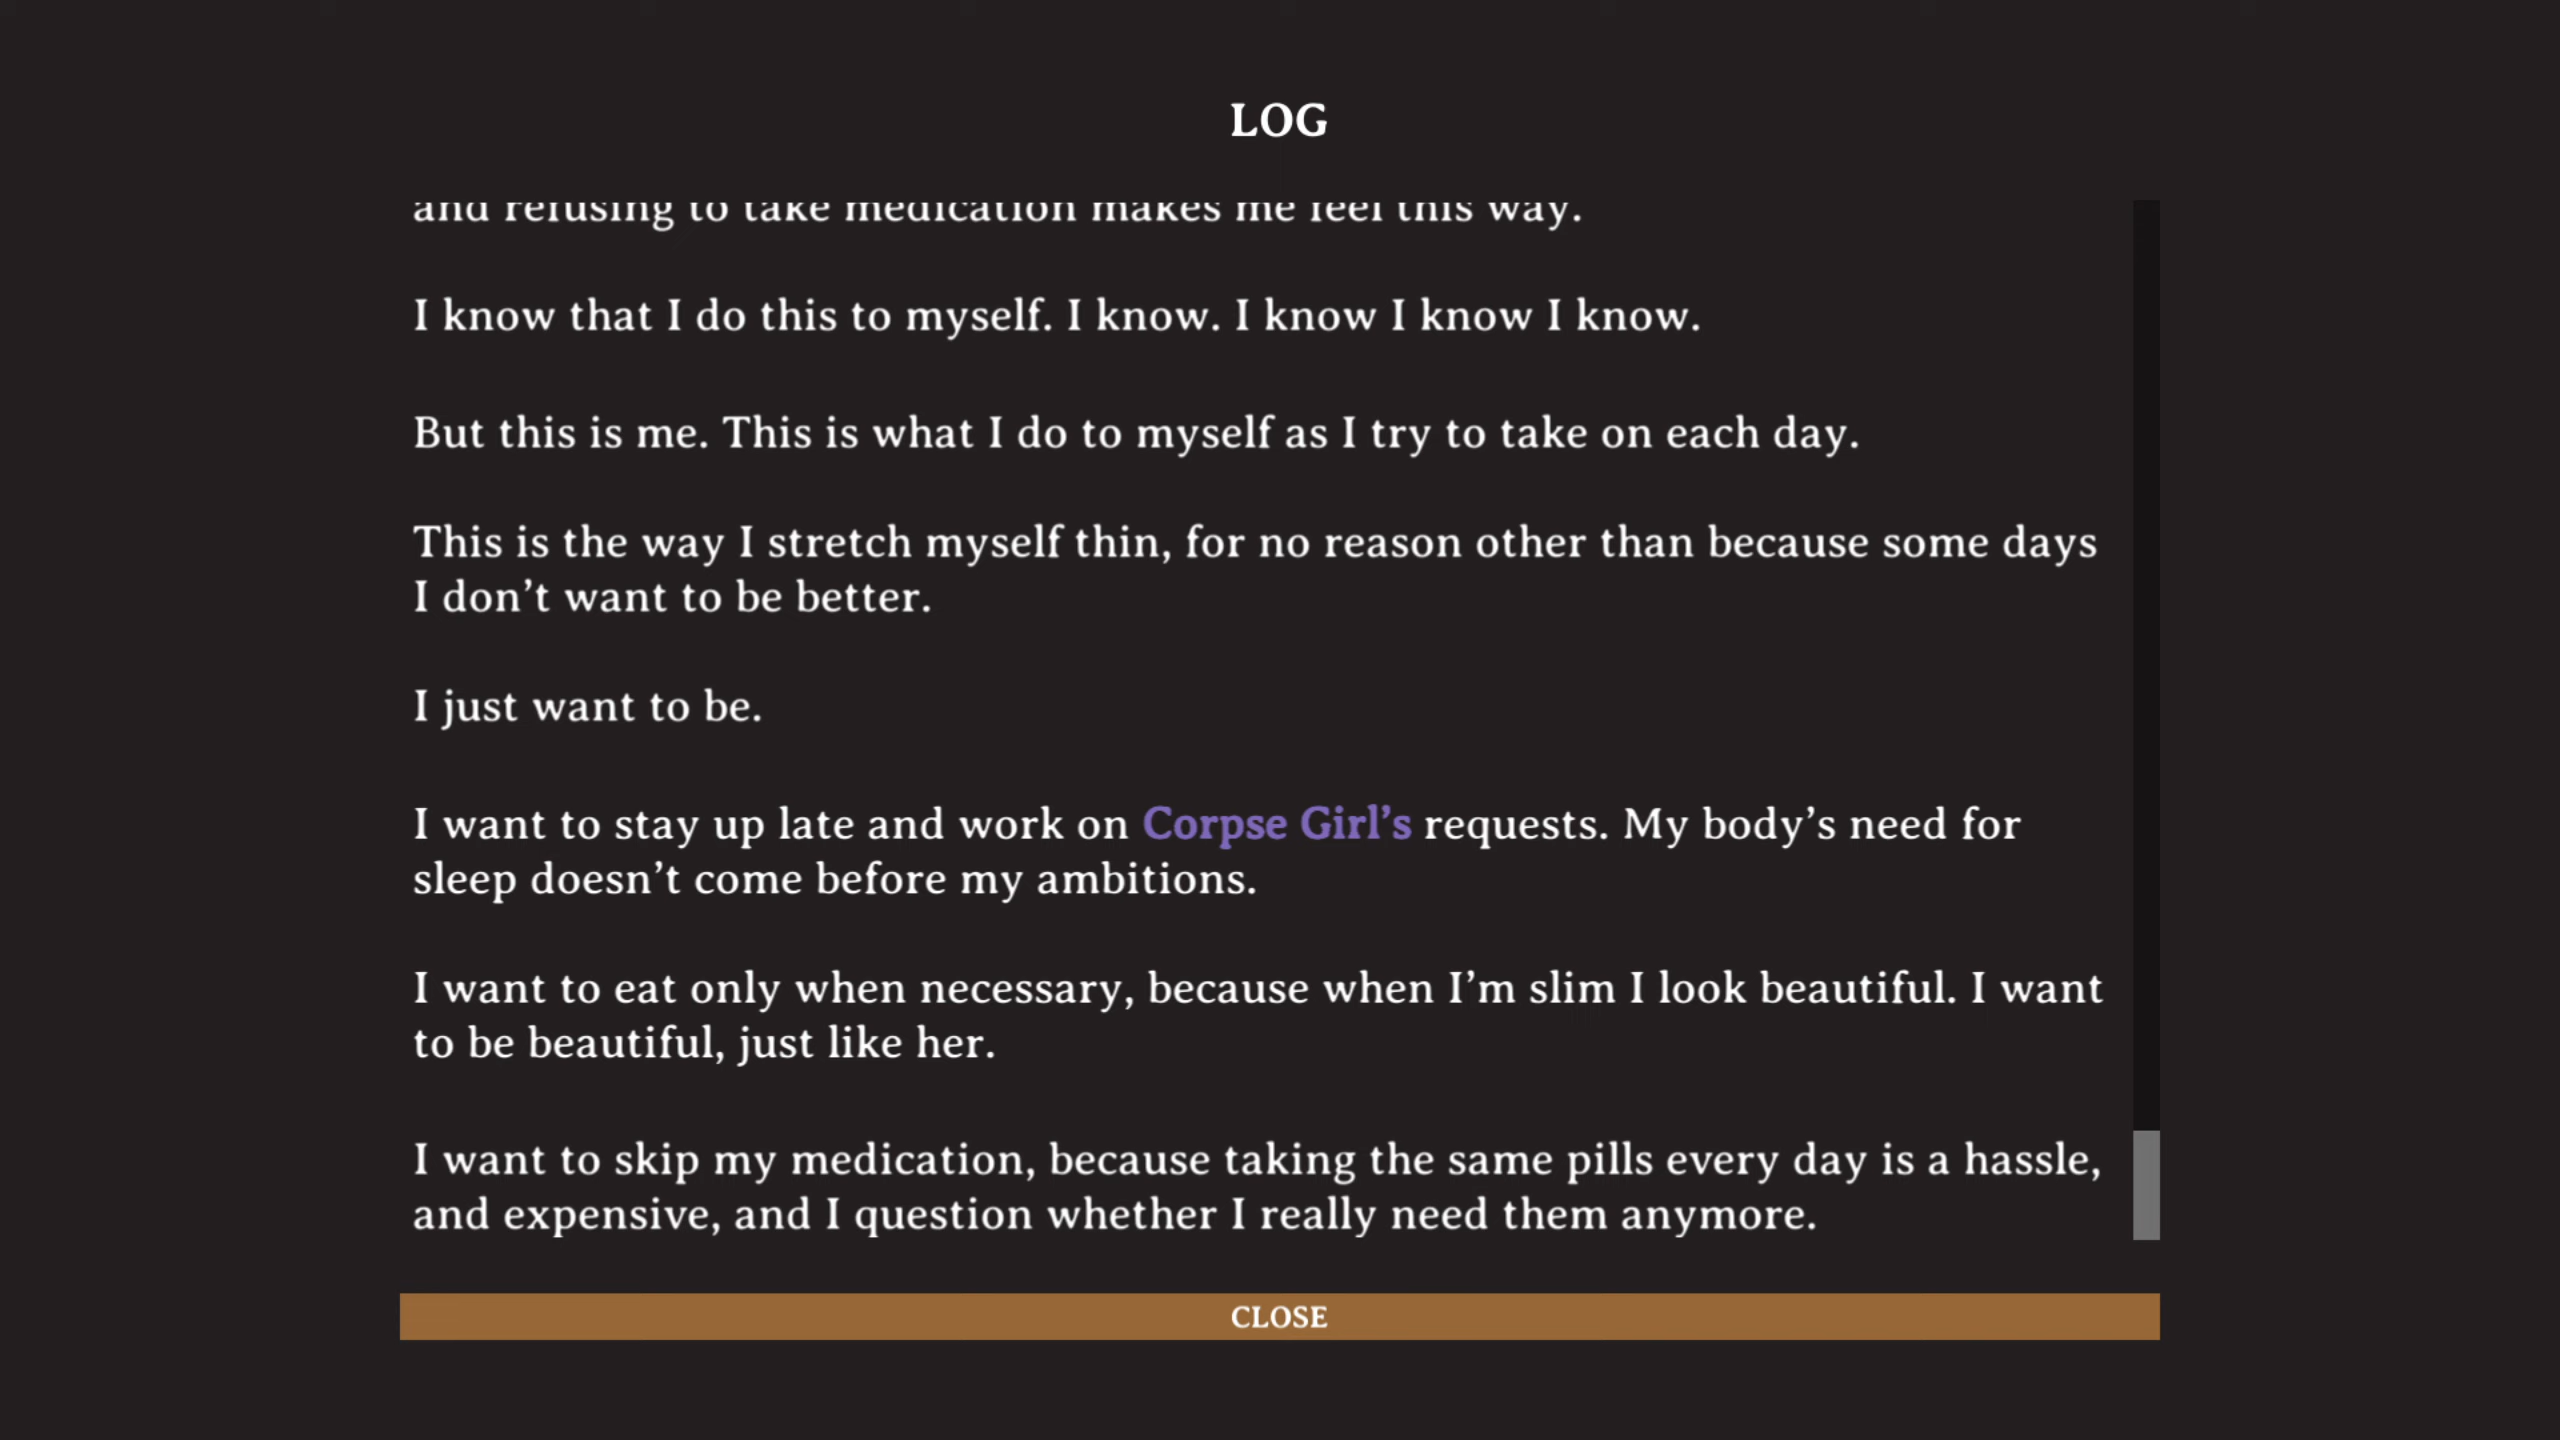 LOG
and refusing to take medication makes me feel this way.
I know that I do this to myself. I know. I know I know I know.
But this is me. This is what I do to myself as I try to take on each day.
This is the way I stretch myself thin, for no reason other than because some days
I don’t want to be better.
I just want to be.
I want to stay up late and work on Corpse Girl’s requests. My body’s need for
sleep doesn’t come before my ambitions.
I want to eat only when necessary, because when I’m slim I look beautiful. I want
to be beautiful, just like her.
I want to skip my medication, because taking the same pills every day is a hassle,
and expensive, and I question whether I really need them anymore.
CLOSE